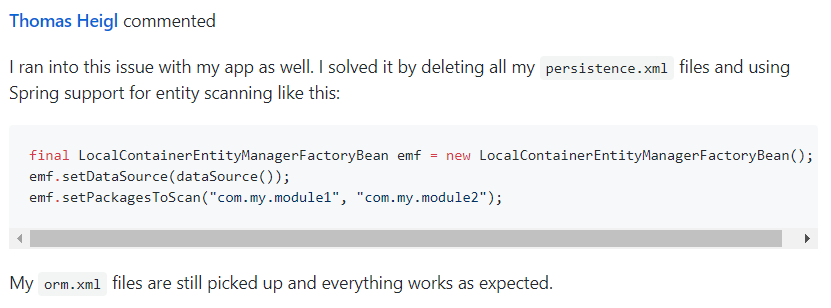 Thomas Heigl commented
I ran into this issue with my app as well. I solved it by deleting all my persistence.xml files and using
Spring support for entity scanning like this:
final LocalContainerEntityManagerFactoryBean emf = new LocalContainerEntityManagerFactoryBean();
emf.setDataSource(dataSource());
emf.setPackagesToScan("com.my.module1", "com.my.module2");
My orm.xml files are still picked up and everything works as expected.